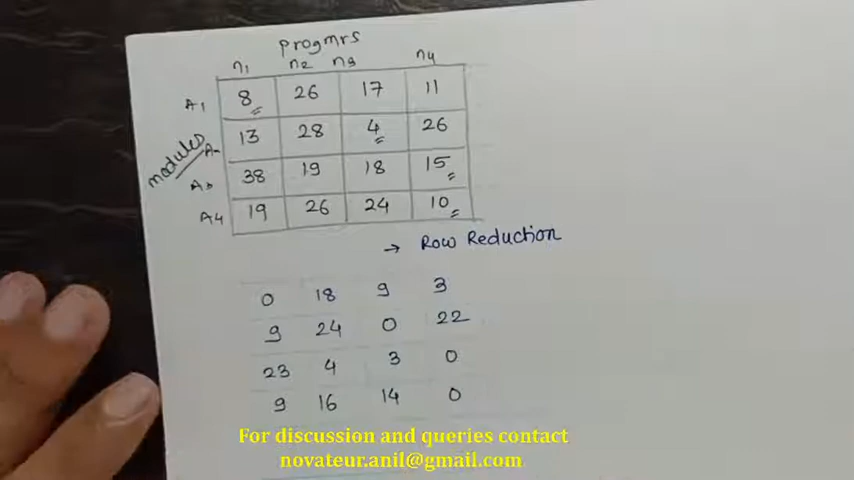 progmrs
n1 n2 n3 n4
A1 8 26 17 11
modules
A2 13 28 4 26
A3 38 19 18 15
A4 19 26 24 10
→ Row Reduction
0 18 9 3
9 24 0 22
23 4 3 0
9 16 14 0
For discussion and queries contact
novateur.anil@gmail.com